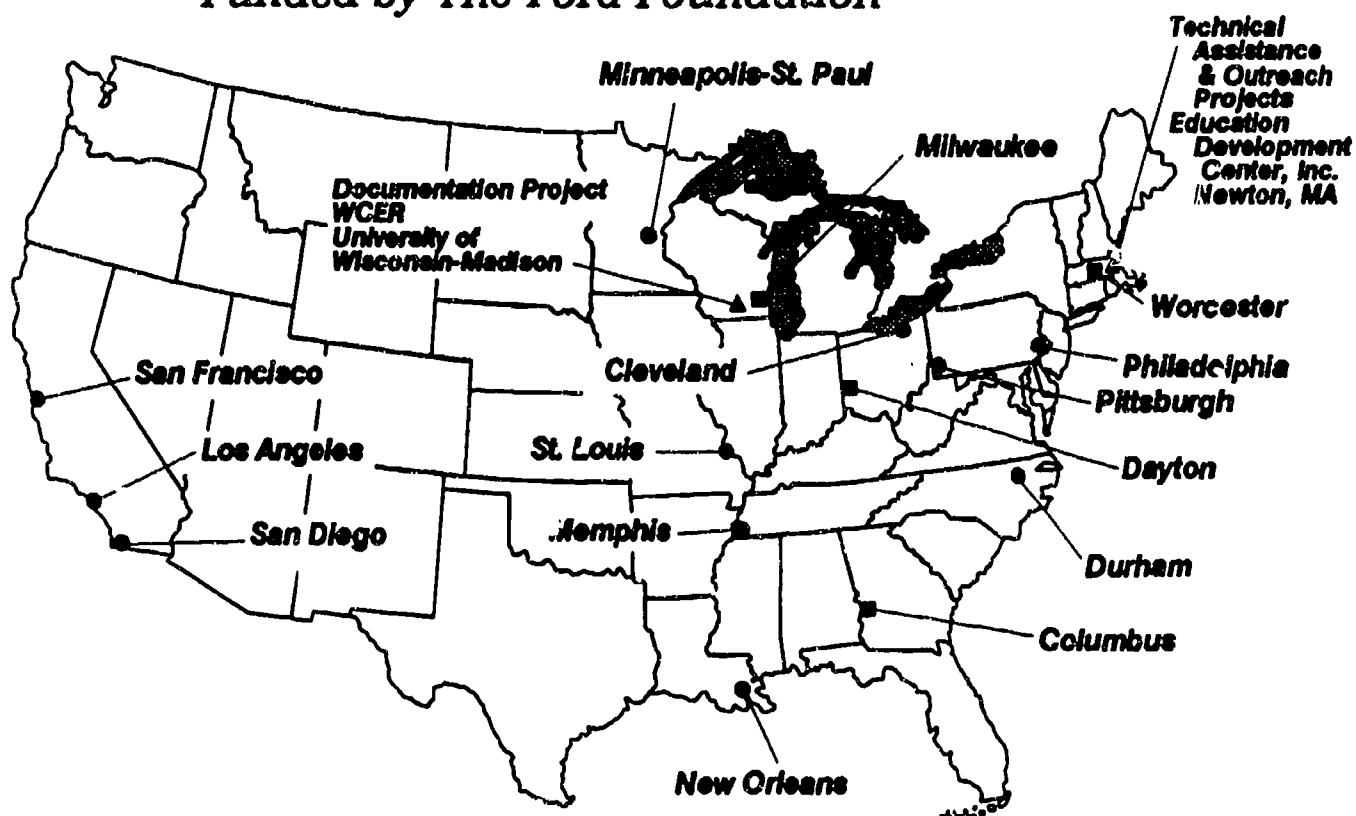 Funded by The Ford Foundation
Technical
Assistance
& Outreach
Projects
Education
Development
Center, Inc.
Newton, MA
Minneapolis-St. Paul
Milwaukee
Documentation Project
WCER
University of
Wisconsin-Madison
Worcester
San Francisco
Cleveland
Philadelphia
Pittsburgh
Los Angeles
St. Louis
Dayton
San Diego
Memphis
Durham
Columbus
New Orleans